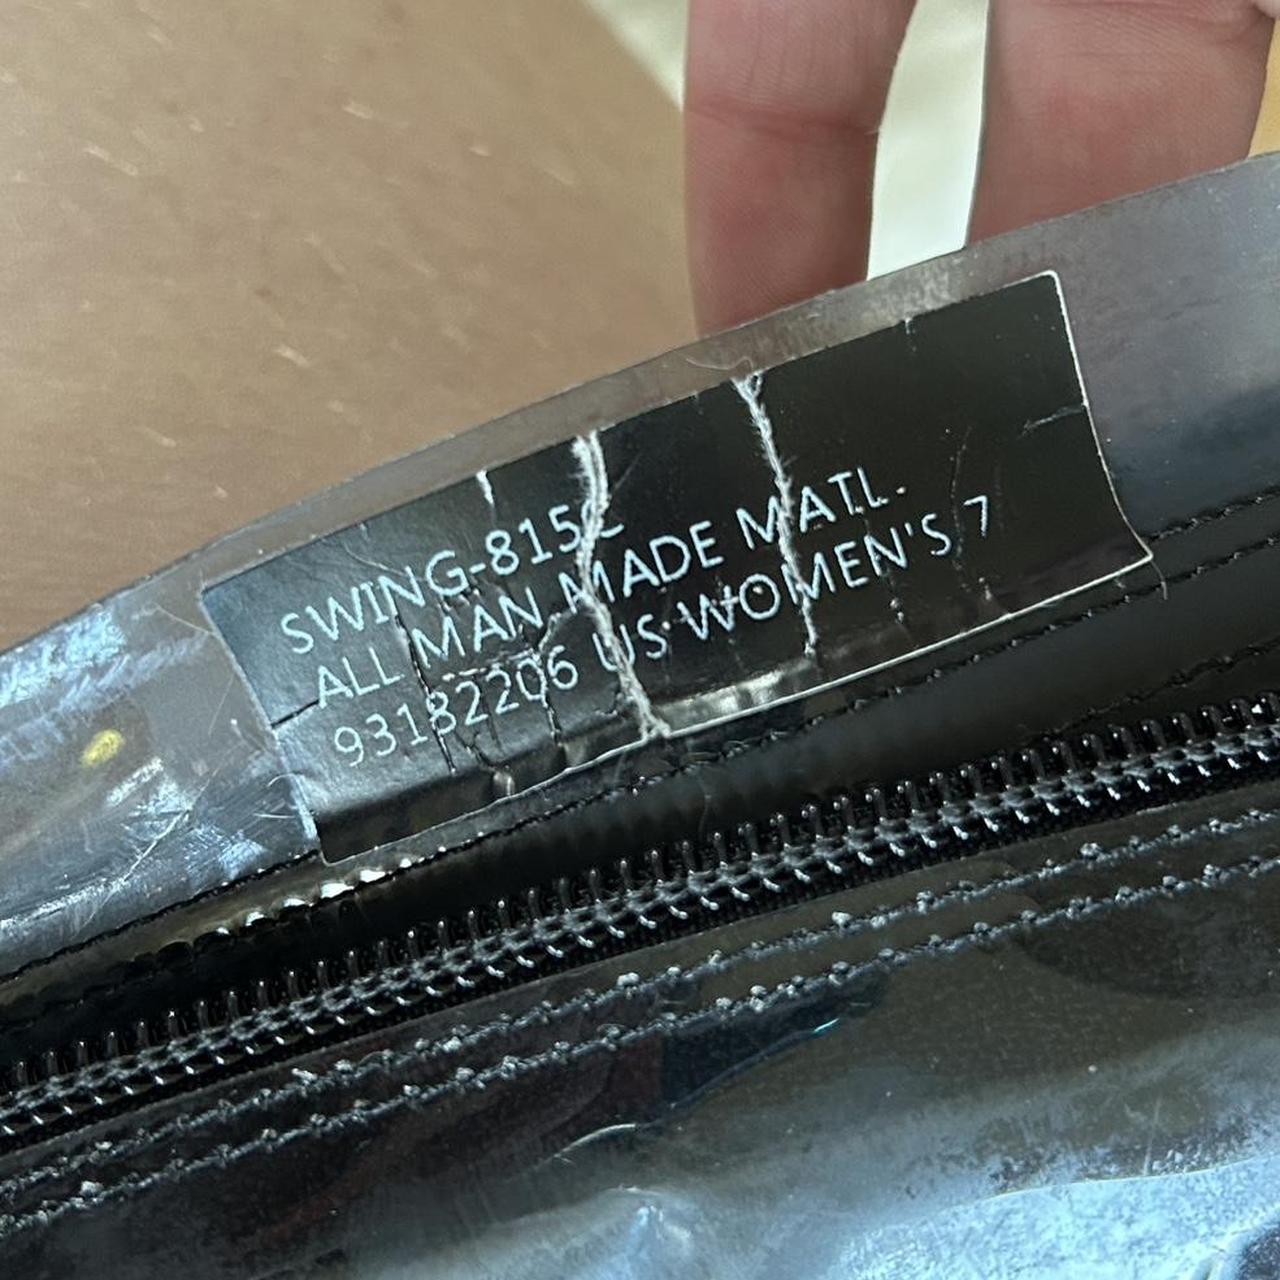 SWING-815C
ALL MAN MADE MATL.
93182206 US WOMEN'S 7